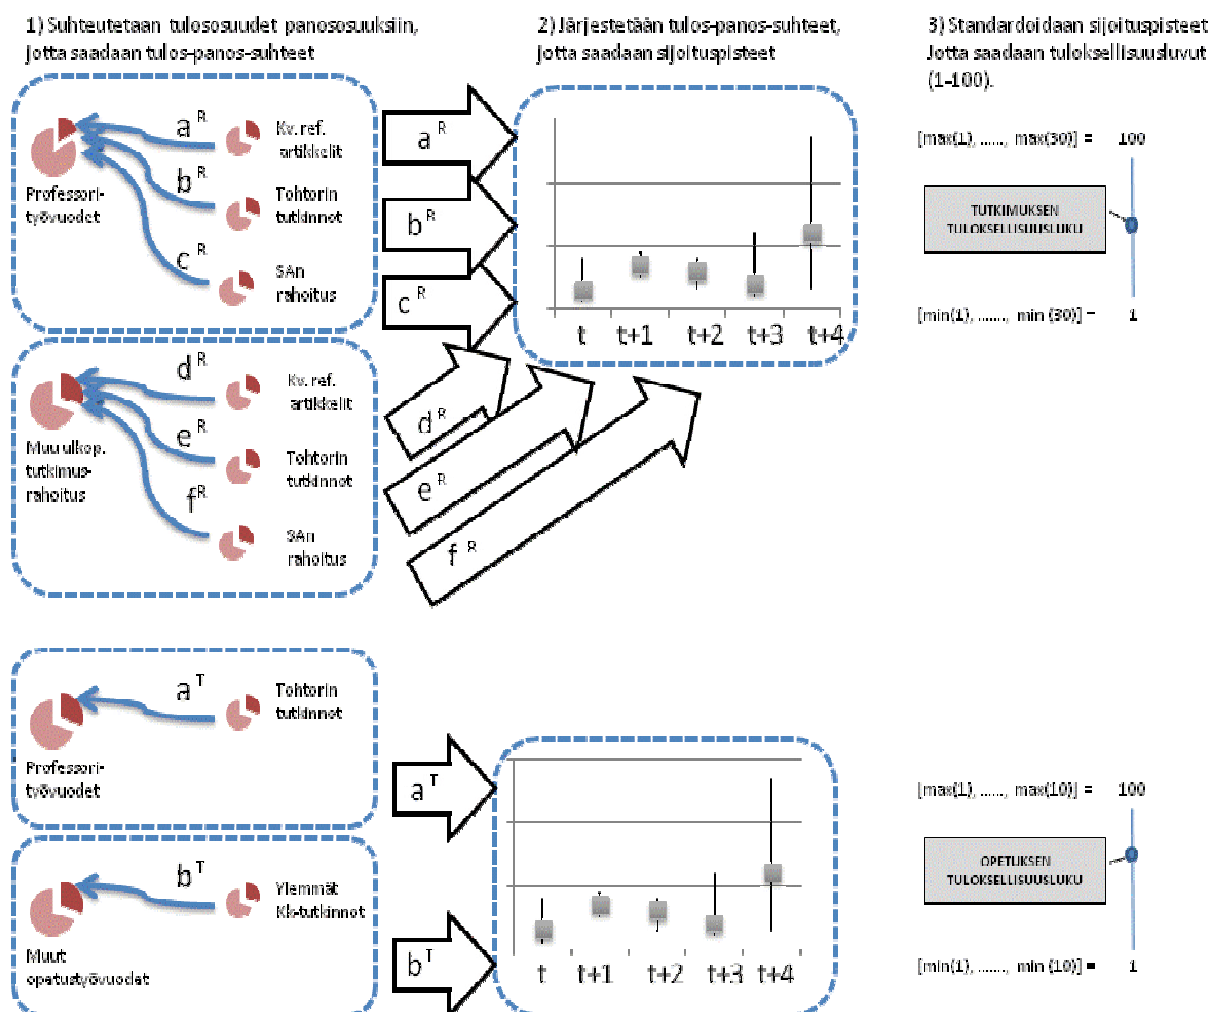 1) Suhteutetaan tulososuudet panososuuksiin,
jotta saadaan tulos-panos-suhteet
2) Järjestetään tulos-panos-suhteet,
jotta saadaan sijoituspisteet
3) Standardoidaan sijoituspisteet
Jotta saadaan tuloksellisuusluvut
(1-100).
a R
b R
c R
Professori-
työvuodet
Kv. ref.
artikkelit
Tohtorin
tutkinnot
SAn
rahoitus
a R
b R
c R
t t+1 t+2 t+3 t+4
[max(1), ......, max(30)] = 100
TUTKIMUKSEN
TULOKSELLISUUSLUKU
[min(1), ......, min (30)] = 1
d R
e R
f R
Muu ulkop.
tutkimus-
rahoitus
Kv. ref.
artikkelit
Tohtorin
tutkinnot
SAn
rahoitus
d R
e R
f R
a T
Professori-
työvuodet
Tohtorin
tutkinnot
a T
b T
Muut
opetustyövuodet
Ylemmät
Kk-tutkinnot
b T
t t+1 t+2 t+3 t+4
[max(1), ......, max(10)] = 100
OPETUKSEN
TULOKSELLISUUSLUKU
[min(1), ......, min (10)] = 1